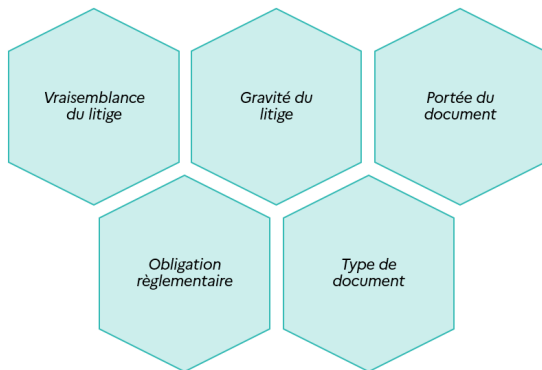 Vraisemblance
du litige
Gravité du
litige
Portée du
document
Obligation
règlementaire
Type de
document